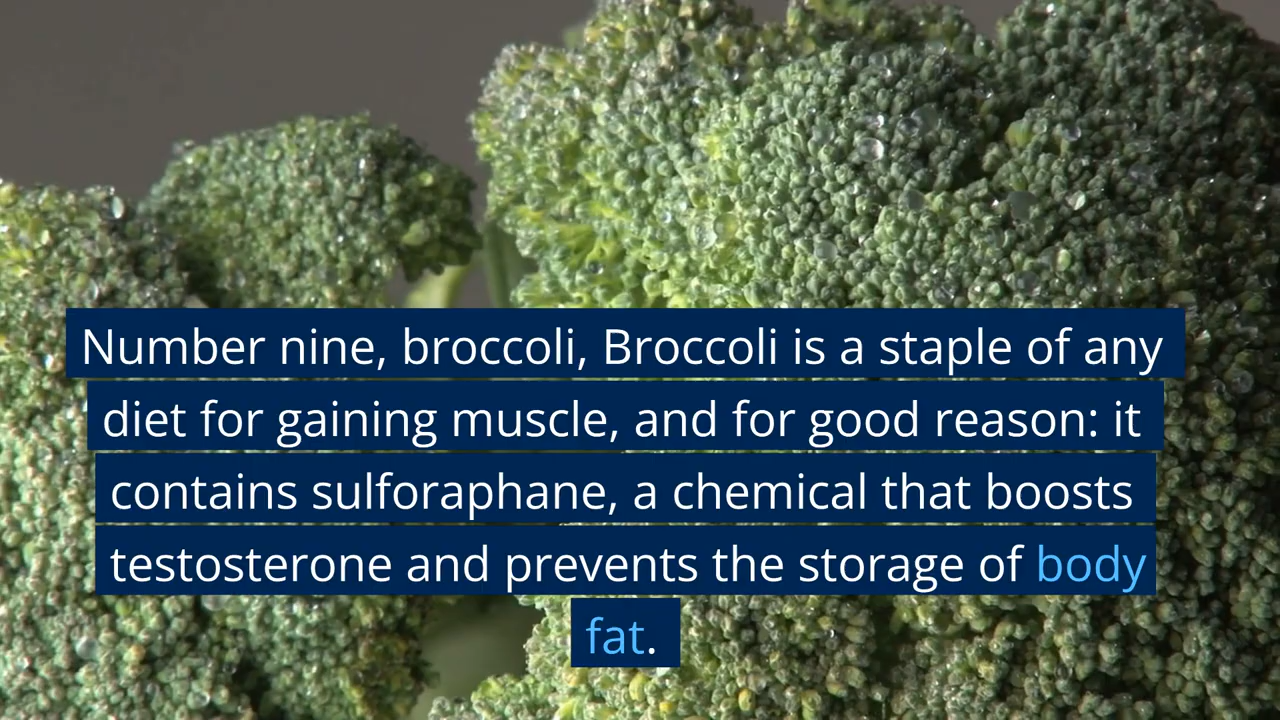 Number nine, broccoli, Broccoli is a staple of any
diet for gaining muscle, and for good reason: it
contains sulforaphane, a chemical that boosts
testosterone and prevents the storage of body
fat.